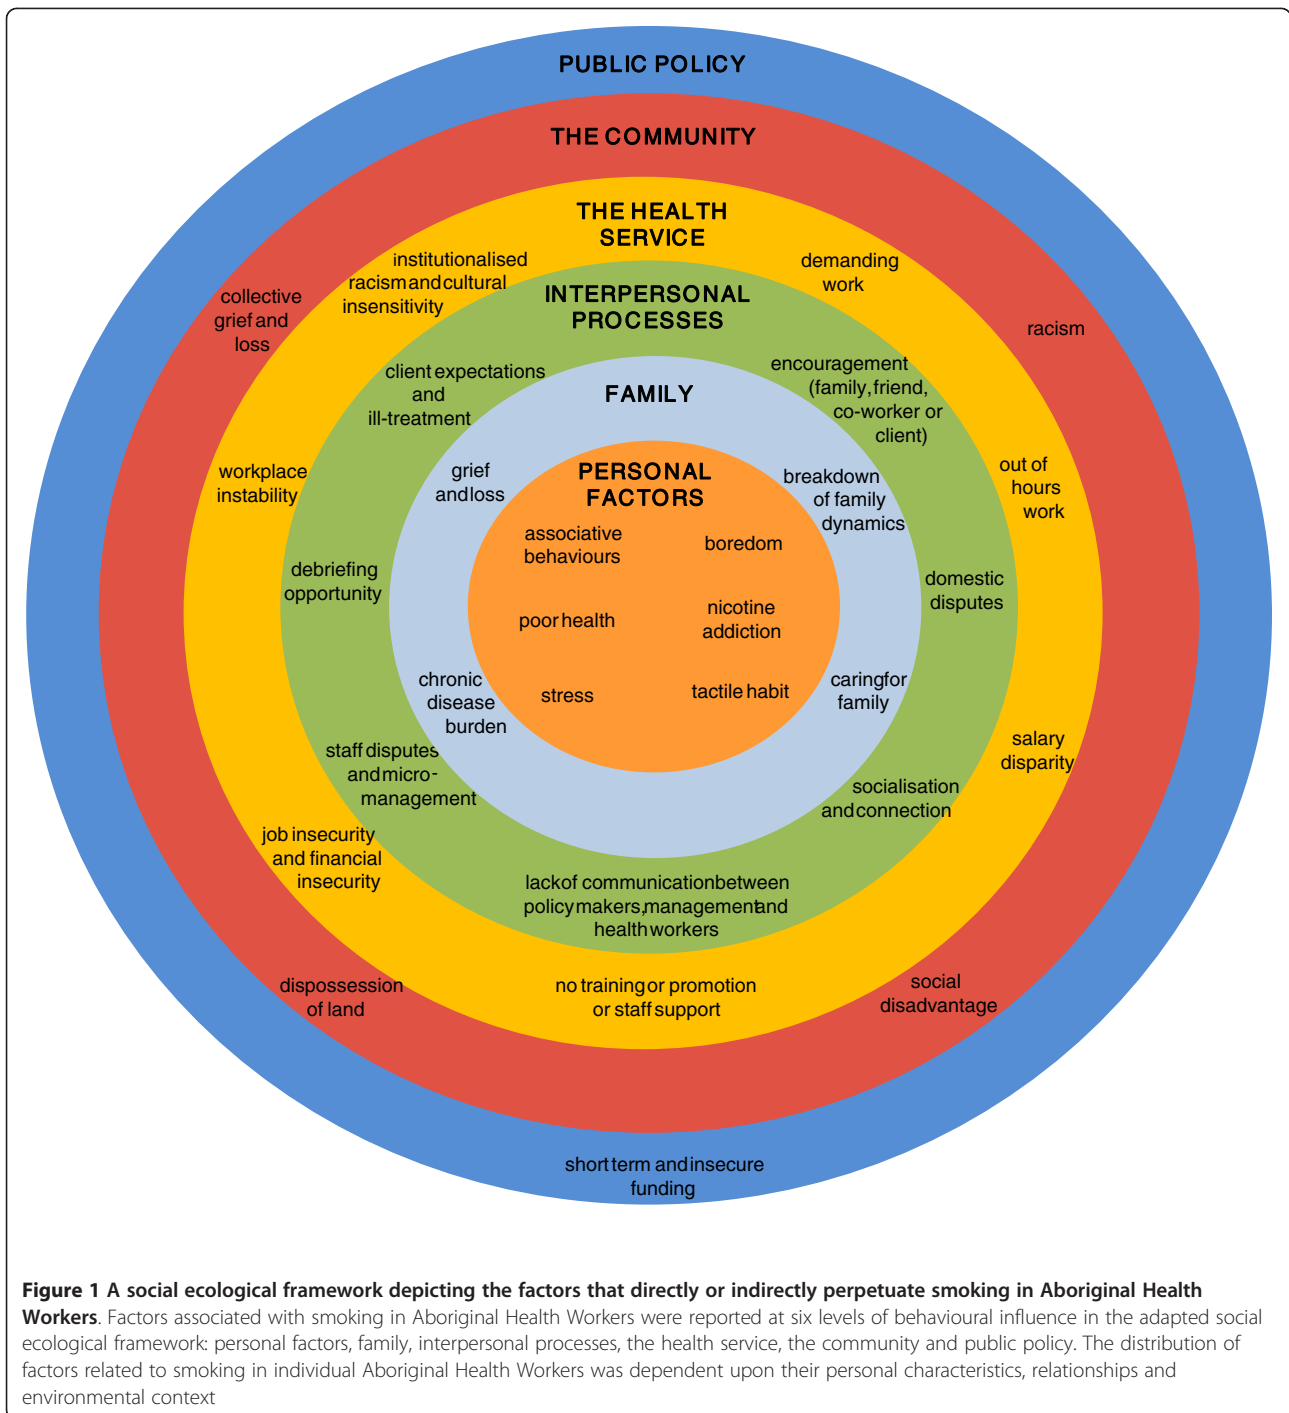 PUBLIC POLICY
THE COMMUNITY
THE HEALTH
SERVICE
institutionalised
racism and cultural
insensitivity
demanding
work
collective
grief and
loss
racism
INTERPERSONAL
PROCESSES
client expectations
and
ill-treatment
encouragement
(family, friend,
co-worker or
client)
FAMILY
workplace
instability
grief
and loss
PERSONAL
FACTORS
breakdown
of family
dynamics
out of
hours
work
associative
behaviours
boredom
debriefing
opportunity
domestic
disputes
poor health
nicotine
addiction
chronic
disease
burden
stress
tactile habit
caring for
family
staff disputes
and micro-
management
salary
disparity
socialisation
and connection
job insecurity
and financial
insecurity
lack of communication between
policy makers, management and
health workers
dispossession
of land
no training or promotion
or staff support
social
disadvantage
short term and insecure
funding
Figure 1 A social ecological framework depicting the factors that directly or indirectly perpetuate smoking in Aboriginal Health
Workers. Factors associated with smoking in Aboriginal Health Workers were reported at six levels of behavioural influence in the adapted social
ecological framework: personal factors, family, interpersonal processes, the health service, the community and public policy. The distribution of
factors related to smoking in individual Aboriginal Health Workers was dependent upon their personal characteristics, relationships and
environmental context